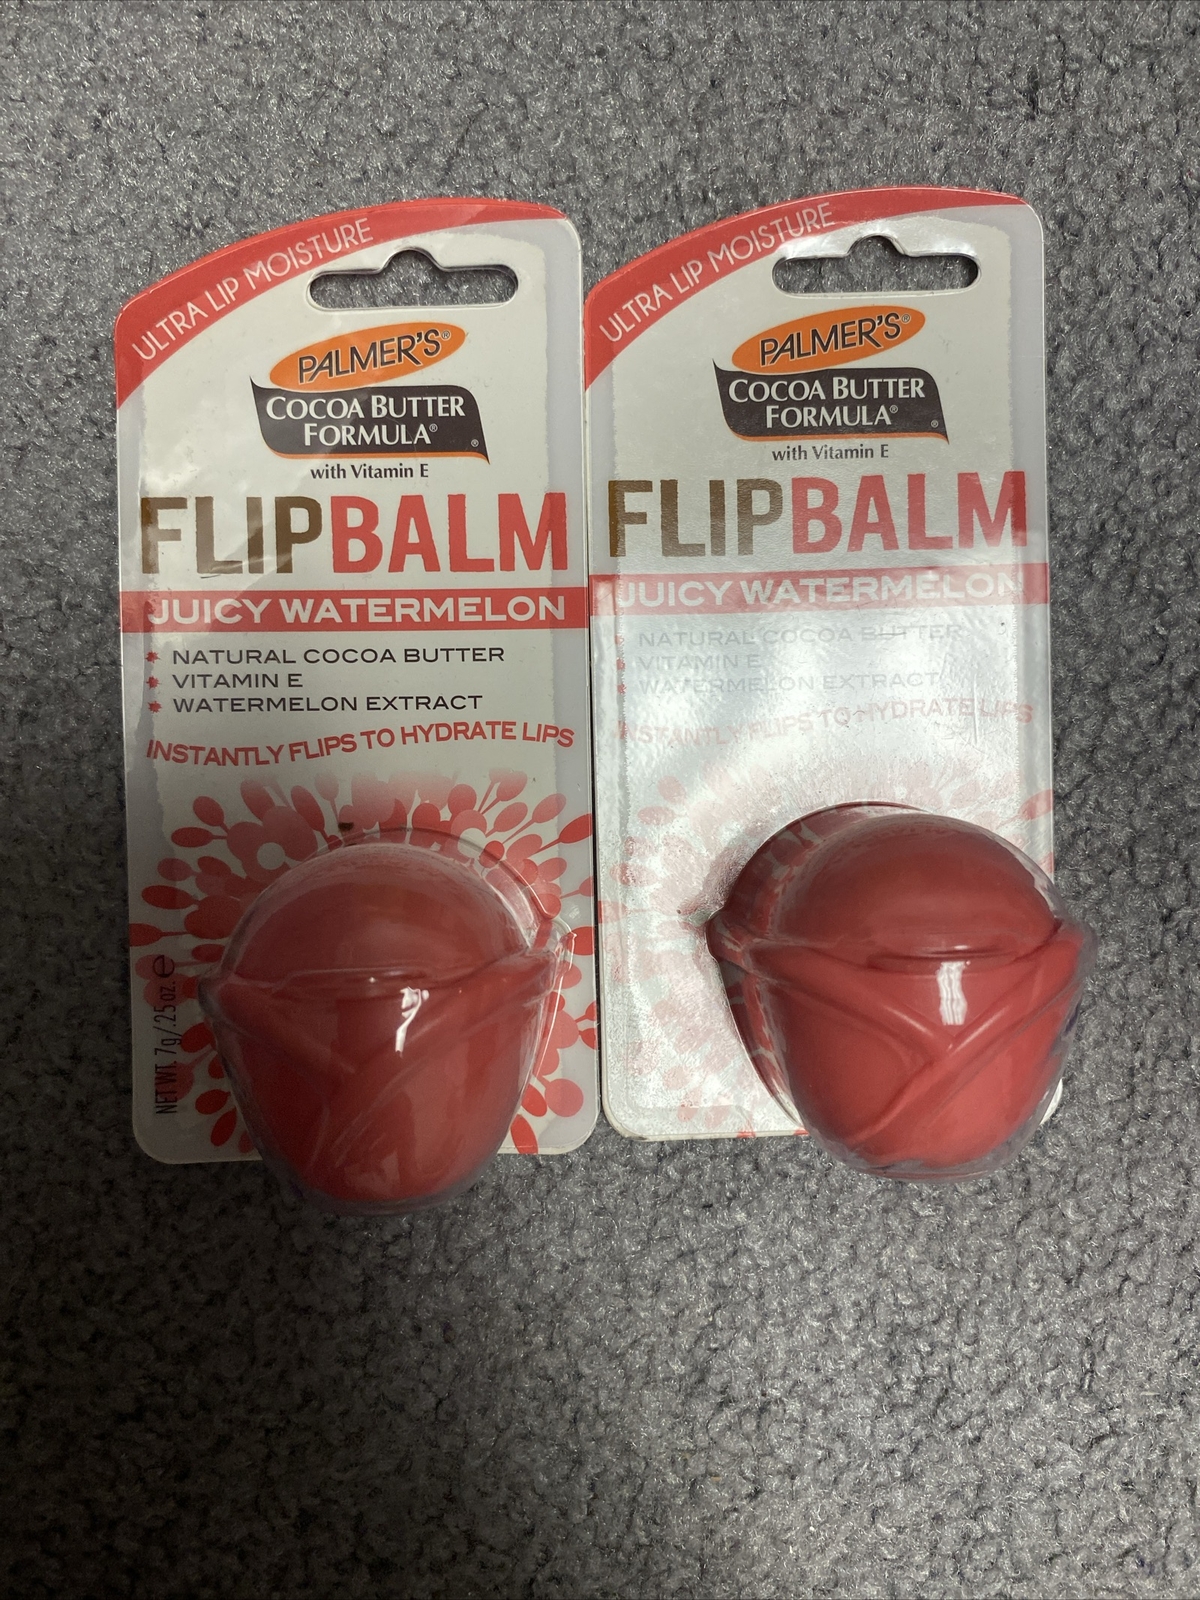 ULTRA LIP MOISTURE
PALMER'S®
COCOA BUTTER
FORMULA®
®
with Vitamin E
FLIPBALM
JUICY WATERMELON
NATURAL COCOA BUTTER
VITAMIN E
WATERMELON EXTRACT
INSTANTLY FLIPS TO HYDRATE LIPS
NET WT. 7g/.25 oz. ℮
ULTRA LIP MOISTURE
PALMER'S®
COCOA BUTTER
FORMULA®
®
with Vitamin E
FLIPBALM
JUICY WATERMELON
NATURAL COCOA BUTTER
VITAMIN E
WATERMELON EXTRACT
INSTANTLY FLIPS TO HYDRATE LIPS